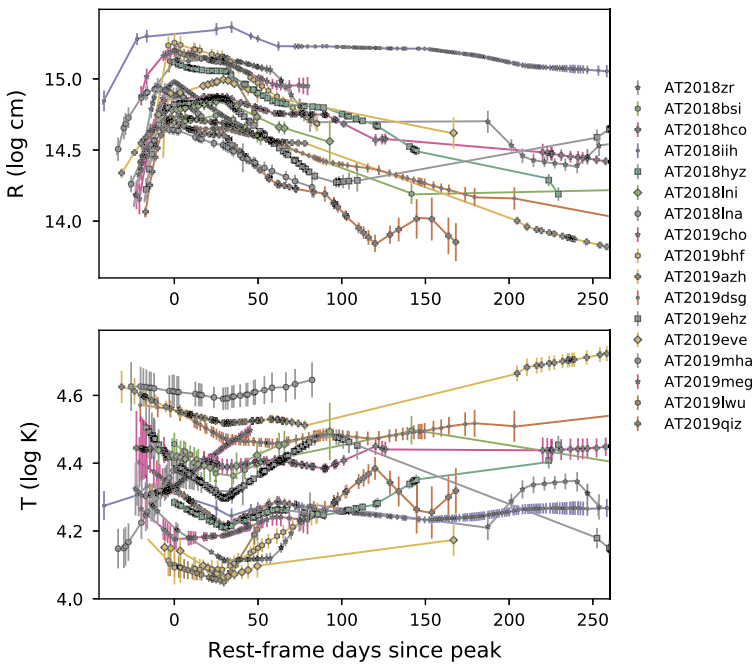 15.0
14.5
14.0
R (log cm)
0
50
100
150
200
250
4.6
4.4
4.2
4.0
T (log K)
0
50
100
150
200
250
Rest-frame days since peak
AT2018zr
AT2018bsi
AT2018hco
AT2018iih
AT2018hyz
AT2018lni
AT2018lna
AT2019cho
AT2019bhf
AT2019azh
AT2019dsg
AT2019ehz
AT2019eve
AT2019mha
AT2019meg
AT2019lwu
AT2019qiz